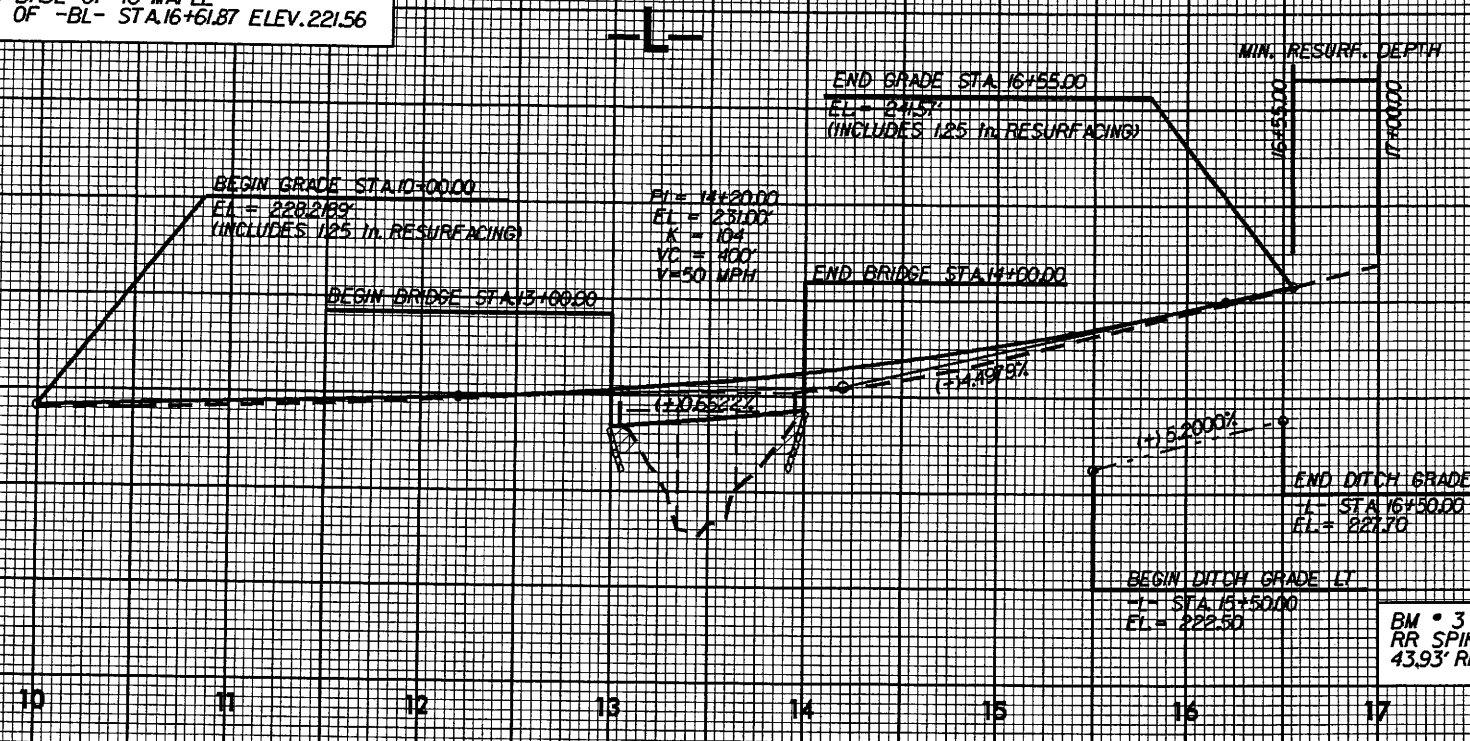 OF -BL- STA.16+61.87 ELEV.221.56
-L-
MIN. RESURF. DEPTH
16+55.00
17+00.00
END GRADE STA. 16+55.00
EL = 241.57'
(INCLUDES 1.25 In. RESURFACING)
BEGIN GRADE STA.10+00.00
EL = 228.2189'
(INCLUDES 1.25 In. RESURFACING)
PI = 14+20.00
EL = 231.00'
K = 104
VC = 400'
V=50 MPH
BEGIN BRIDGE STA.13+00.00
END BRIDGE STA.14+00.00
(+)0.6622%
(+)4.4979%
(+)5.2000%
END DITCH GRADE
-L- STA. 16+50.00
EL = 227.70
BEGIN DITCH GRADE LT
-L- STA. 15+50.00
EL = 222.50
BM • 3
RR
43.93'
10 11 12 13 14 15 16 17